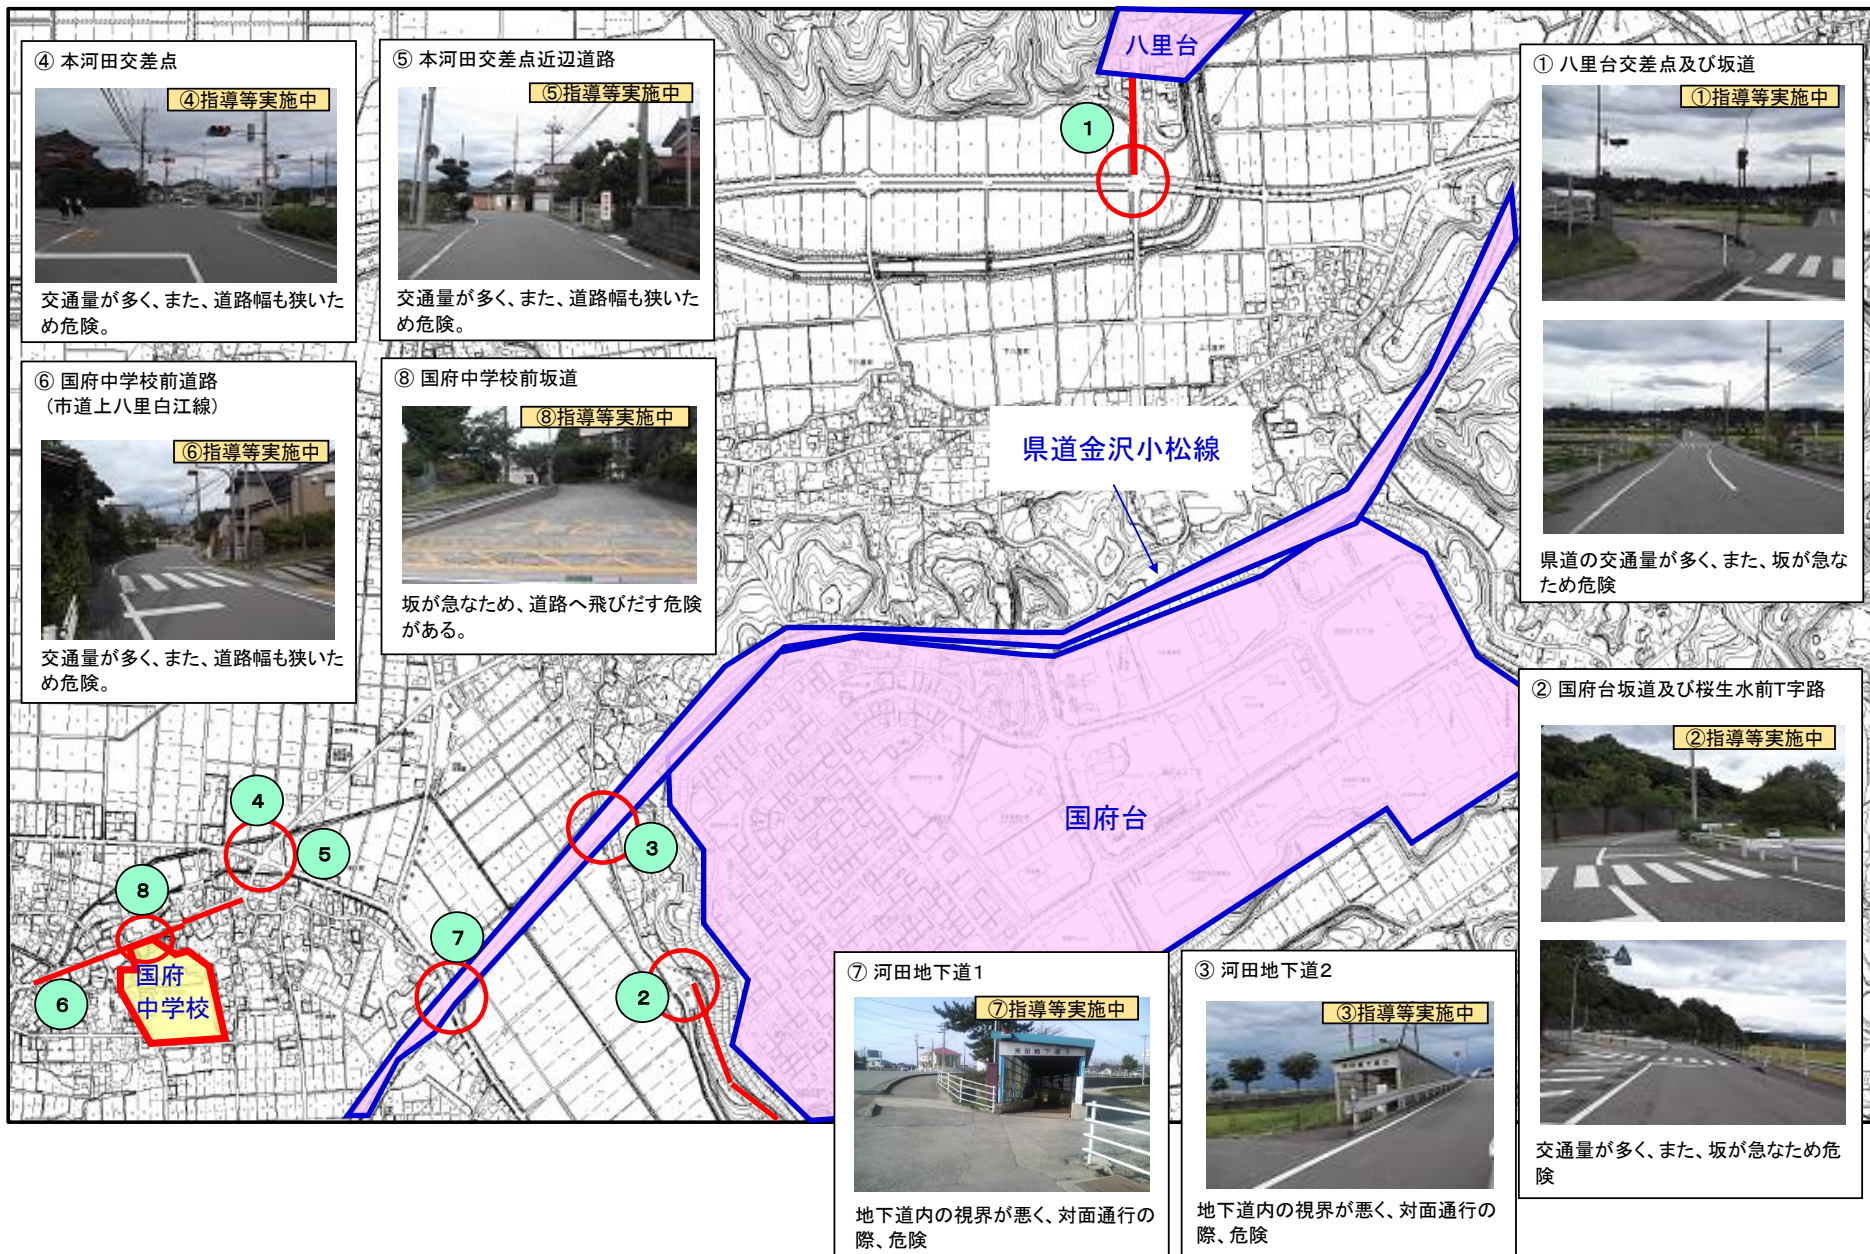 ④ 本河田交差点
④指導等実施中
交通量が多く、また、道路幅も狭いた
め危険。
⑤ 本河田交差点近辺道路
⑤指導等実施中
交通量が多く、また、道路幅も狭いた
め危険。
⑥ 国府中学校前道路
(市道上八里白江線)
⑥指導等実施中
交通量が多く、また、道路幅も狭いた
め危険。
⑧ 国府中学校前坂道
⑧指導等実施中
坂が急なため、道路へ飛びだす危険
がある。
八里台
1
① 八里台交差点及び坂道
①指導等実施中
県道の交通量が多く、また、坂が急な
ため危険
県道金沢小松線
② 国府台坂道及び桜生水前T字路
②指導等実施中
交通量が多く、また、坂が急なため危
険
国府台
4
5
3
8
7
2
6
国府
中学校
⑦ 河田地下道1
⑦指導等実施中
河田地下道1
地下道内の視界が悪く、対面通行の
際、危険
③ 河田地下道2
③指導等実施中
地下道内の視界が悪く、対面通行の
際、危険